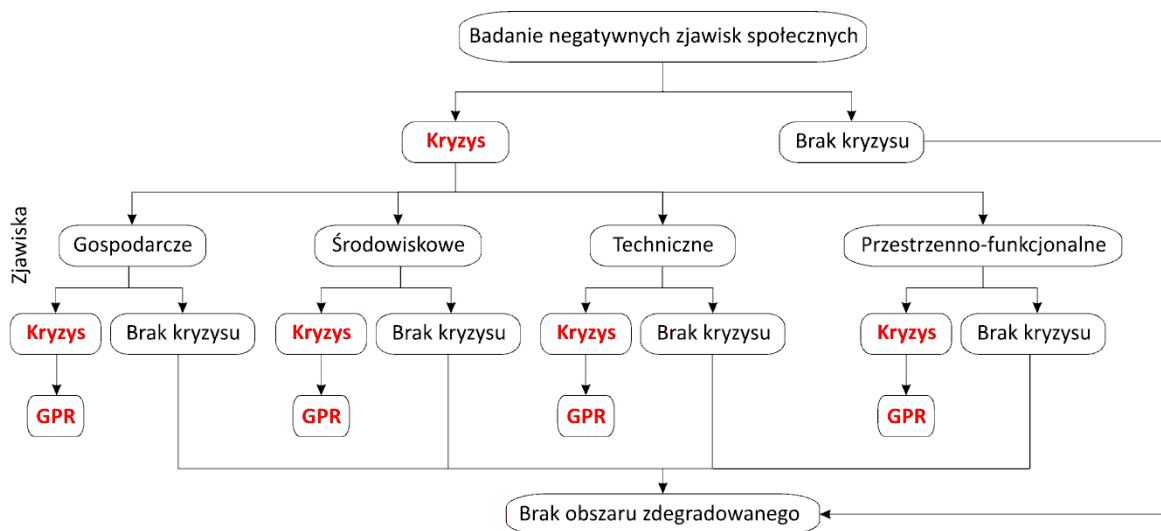 Badanie negatywnych zjawisk społecznych
Kryzys
Brak kryzysu
Zjawiska
Gospodarcze
Środowiskowe
Techniczne
Przestrzenno-funkcjonalne
Kryzys
Brak kryzysu
Kryzys
Brak kryzysu
Kryzys
Brak kryzysu
Kryzys
Brak kryzysu
GPR
GPR
GPR
GPR
Brak obszaru zdegradowanego